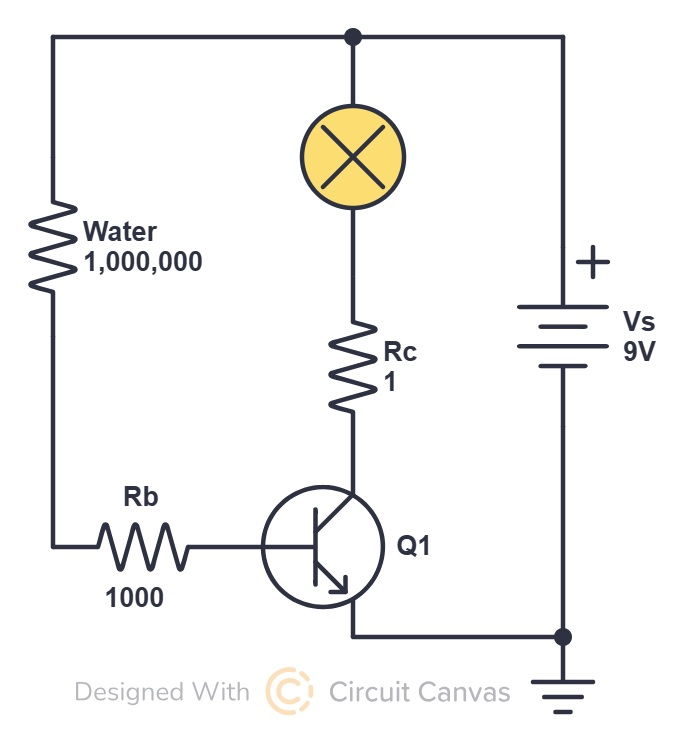 Water
1,000,000
+
Vs
9V
Rc
1
Rb
1000
Q1
Designed With Circuit Canvas